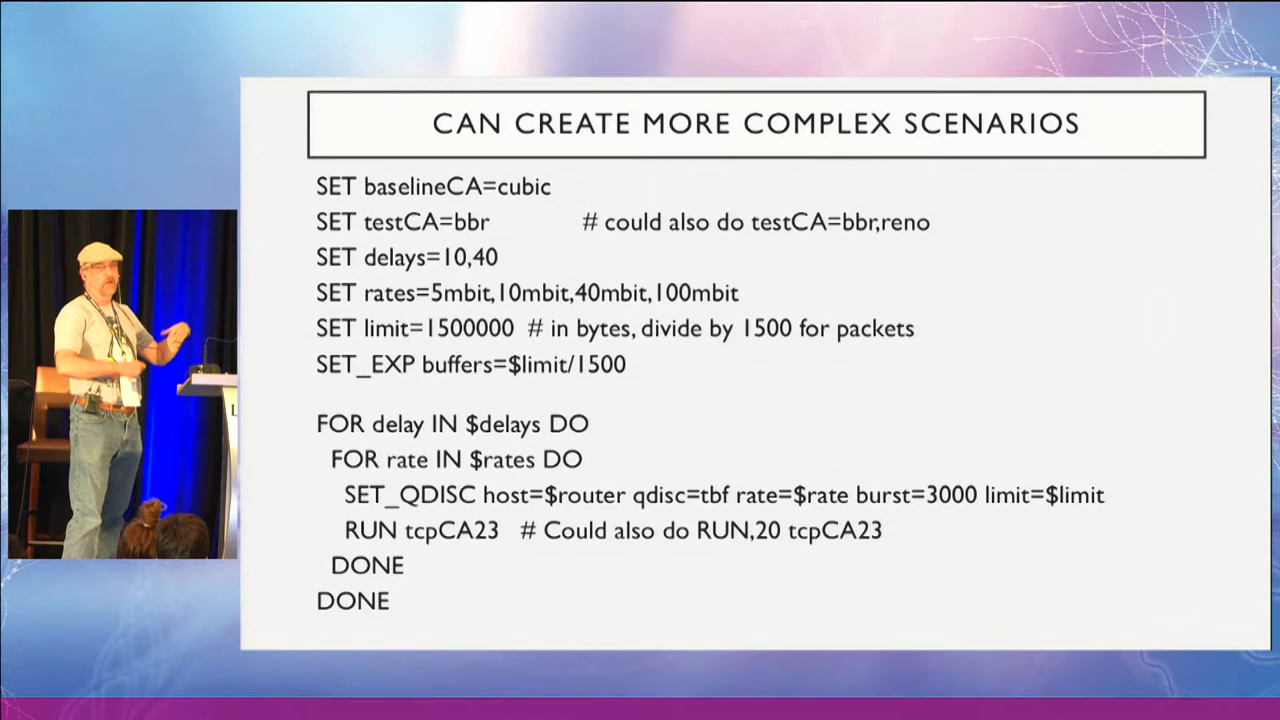 CAN CREATE MORE COMPLEX SCENARIOS
SET baselineCA=cubic
SET testCA=bbr # could also do testCA=bbr,reno
SET delays=10,40
SET rates=5mbit,10mbit,40mbit,100mbit
SET limit=1500000 # in bytes, divide by 1500 for packets
SET_EXP buffers=$limit/1500
FOR delay IN $delays DO
FOR rate IN $rates DO
SET_QDISC host=$router qdisc=tbf rate=$rate burst=3000 limit=$limit
RUN tcpCA23 # Could also do RUN,20 tcpCA23
DONE
DONE